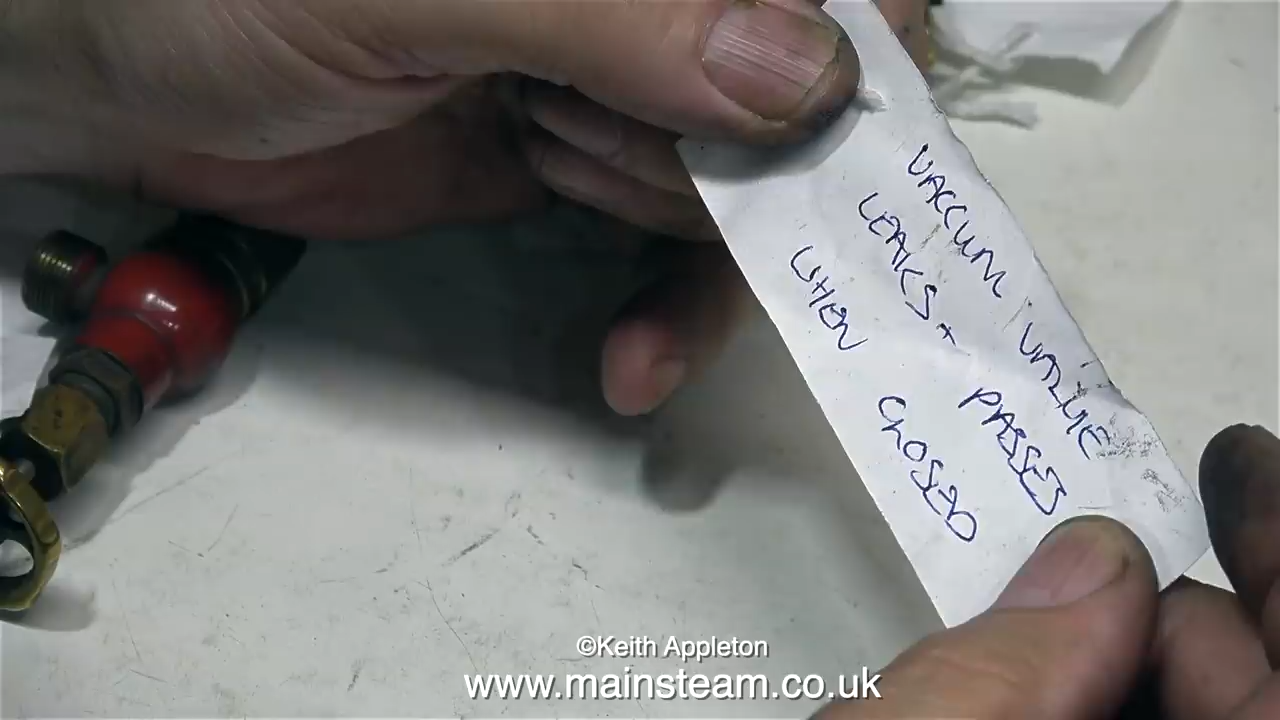 VACCUM VALVE
LEAKS + PASSES
WHEN CLOSED
©Keith Appleton
www.mainsteam.co.uk